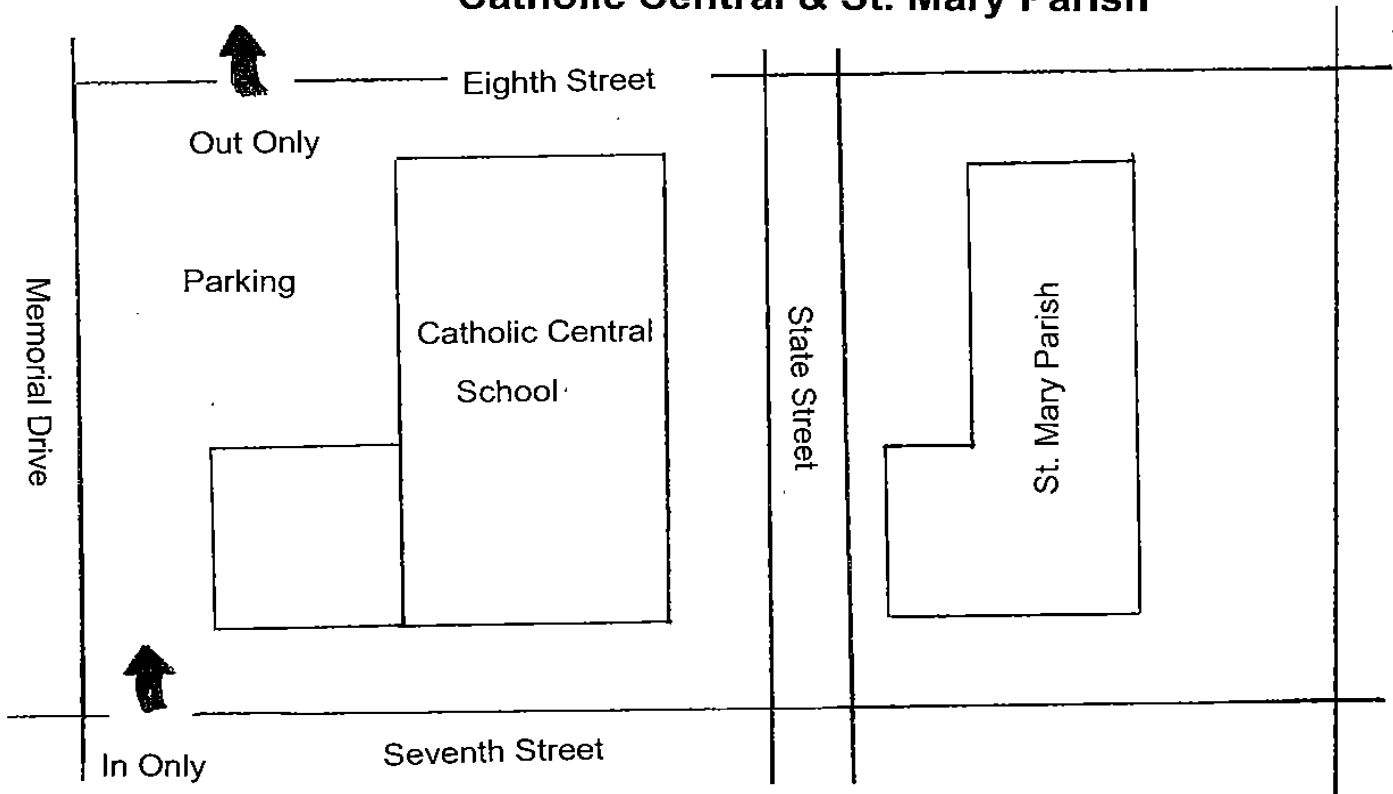 Catholic Central & St. Mary Parish
Eighth Street
Out Only
Parking
Memorial Drive
Catholic Central
School
State Street
St. Mary Parish
Seventh Street
In Only